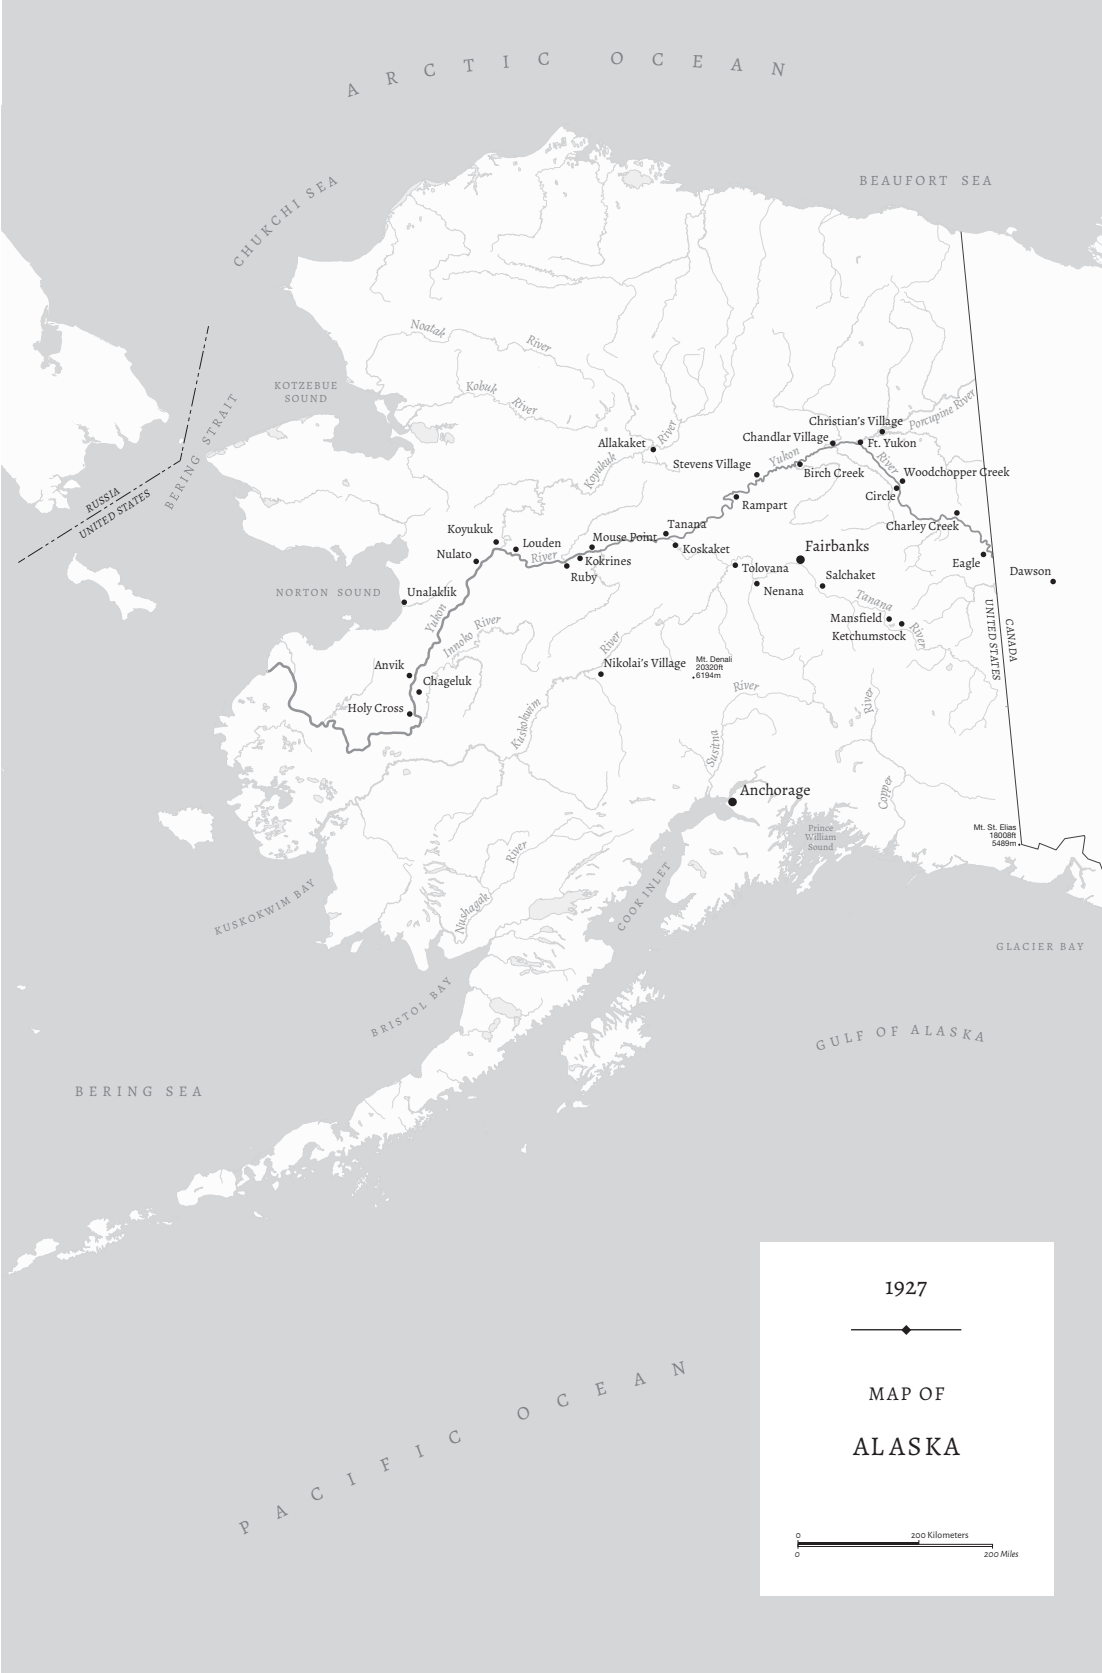 ARCTIC OCEAN
BEAUFORT SEA
CHUKCHI SEA
Noatak
River
KOTZEBUE
SOUND
Kobuk
River
BERING STRAIT
RUSSIA
UNITED STATES
Porcupine River
Christian's Village
Chandlar Village
Ft. Yukon
Allakaket
River
Koyukuk
Stevens Village
Yukon
River
Birch Creek
Woodchopper Creek
Circle
Rampart
Charley Creek
Koyukuk
Tanana
Louden
Mouse Point
Koskaket
Fairbanks
Nulato
River
Kokrines
Ruby
Tolovana
Salchaket
Eagle
Dawson
Nenana
NORTON SOUND
Unalaklik
Yukon
Innoko River
Tanana
River
Mansfield
Ketchumstock
UNITED STATES
CANADA
Anvik
Chageluk
Holy Cross
River
Nikolai's Village
Mt. Denali
20320ft
6194m
Kuskokwim
River
Susitna
River
Copper
Anchorage
Prince
William
Sound
Mt. St. Elias
18008ft
5489m
River
Nushagak
KUSKOKWIM BAY
COOK INLET
GLACIER BAY
BRISTOL BAY
GULF OF ALASKA
BERING SEA
PACIFIC OCEAN
1927
MAP OF
ALASKA
0 200 Kilometers
0 200 Miles